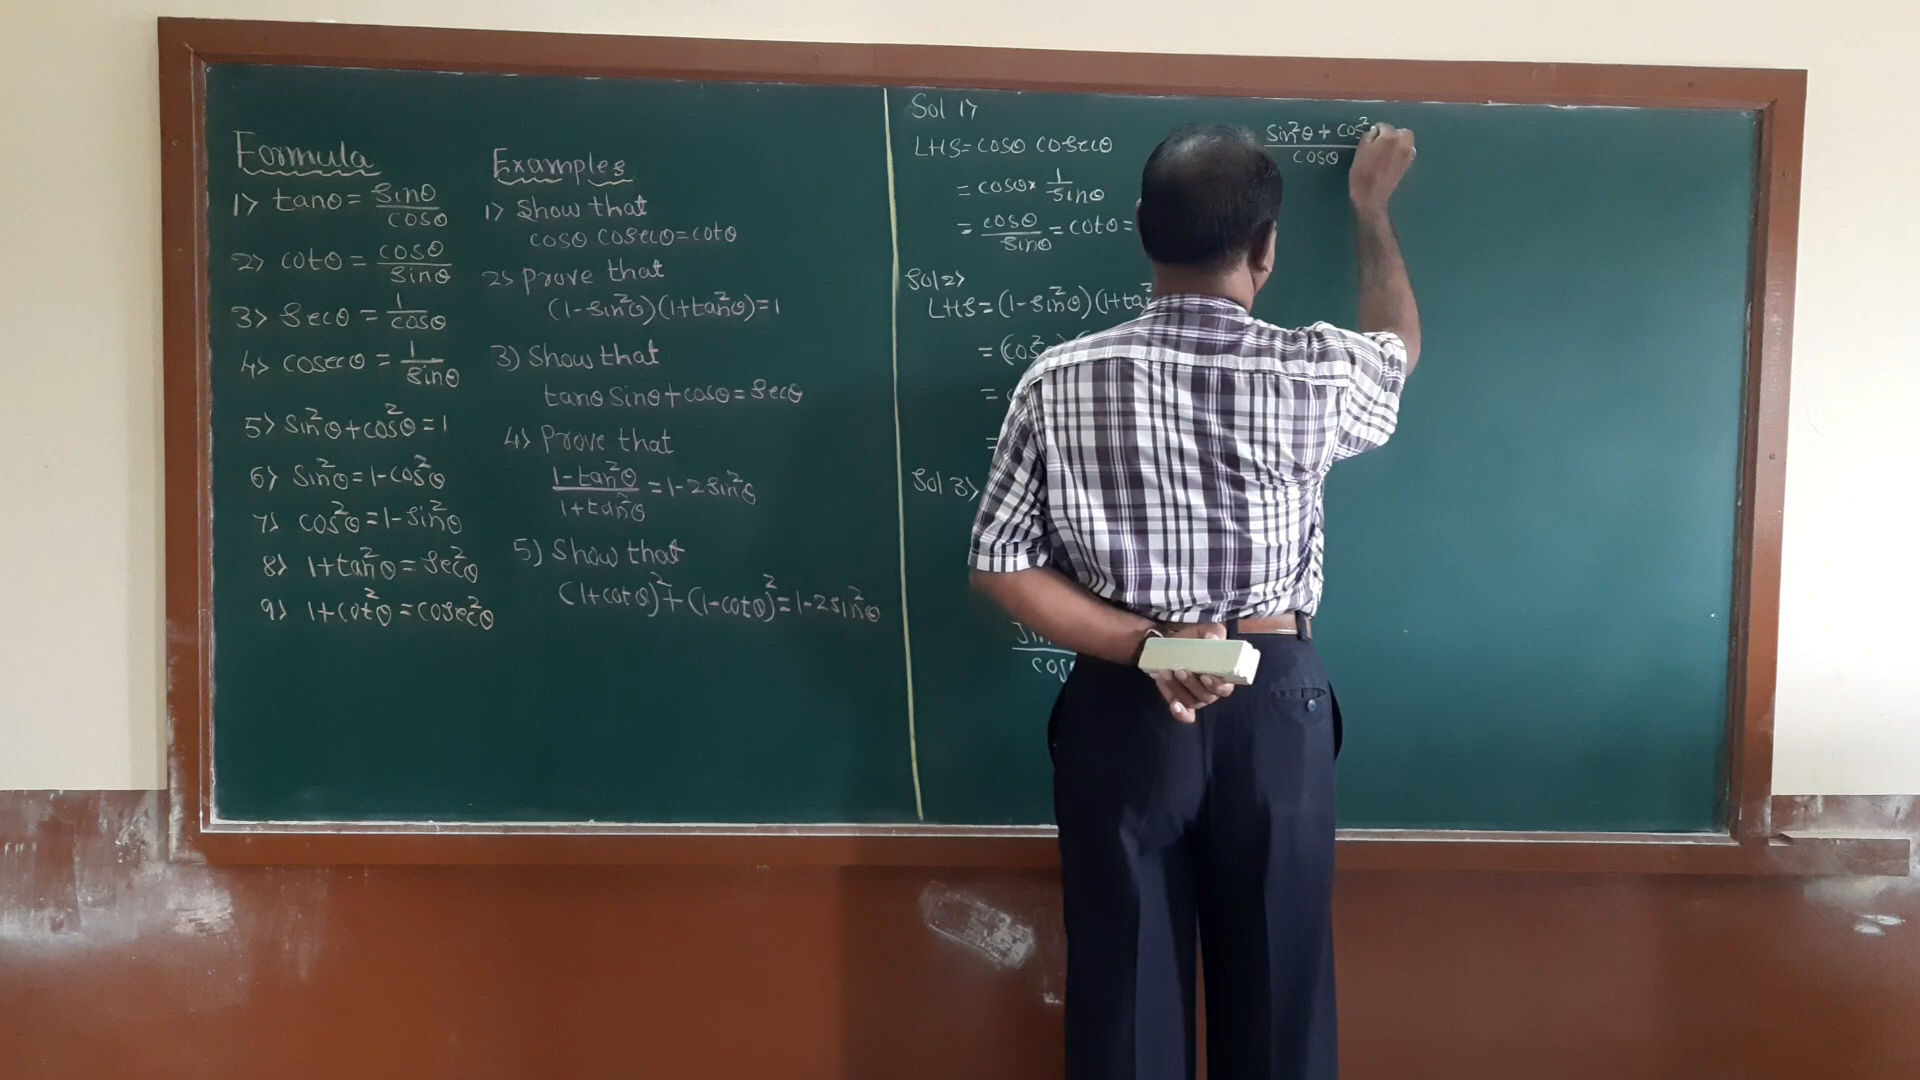 Formula
1) tanθ = sinθ/cosθ
2) cotθ = cosθ/sinθ
3) secθ = 1/cosθ
4) cosecθ = 1/sinθ
5) sin²θ+cos²θ=1
6) sin²θ=1-cos²θ
7) cos²θ=1-sin²θ
8) 1+tan²θ=sec²θ
9) 1+cot²θ=cosec²θ
Examples
1) Show that
cosθ cosecθ=cotθ
2) Prove that
(1-sin²θ)(1+tan²θ)=1
3) Show that
tanθ sinθ+cosθ=secθ
4) Prove that
1-tan²θ/1+tan²θ=1-2sin²θ
5) Show that
(1+cotθ)²+(1-cotθ)²=1-2sin²θ
Sol 1)
LHS=cosθ cosecθ
= cosθ× 1/sinθ
= cosθ/sinθ=cotθ=
Sol 2)
LHS=(1-sin²θ)(1+ta
=(cos²
=
=
Sol 3)
cos
sin²θ+cos²/cosθ